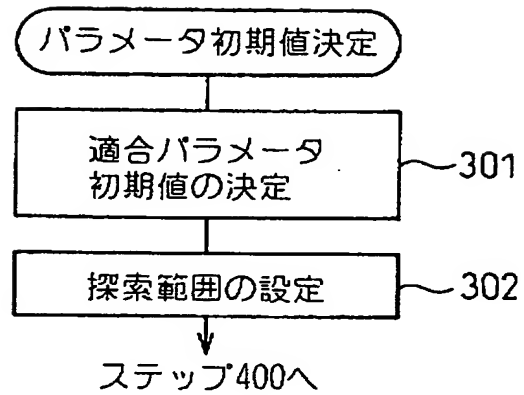 パラメータ初期値決定
適合パラメータ
初期値の決定
301
探索範囲の設定
302
ステップ400へ